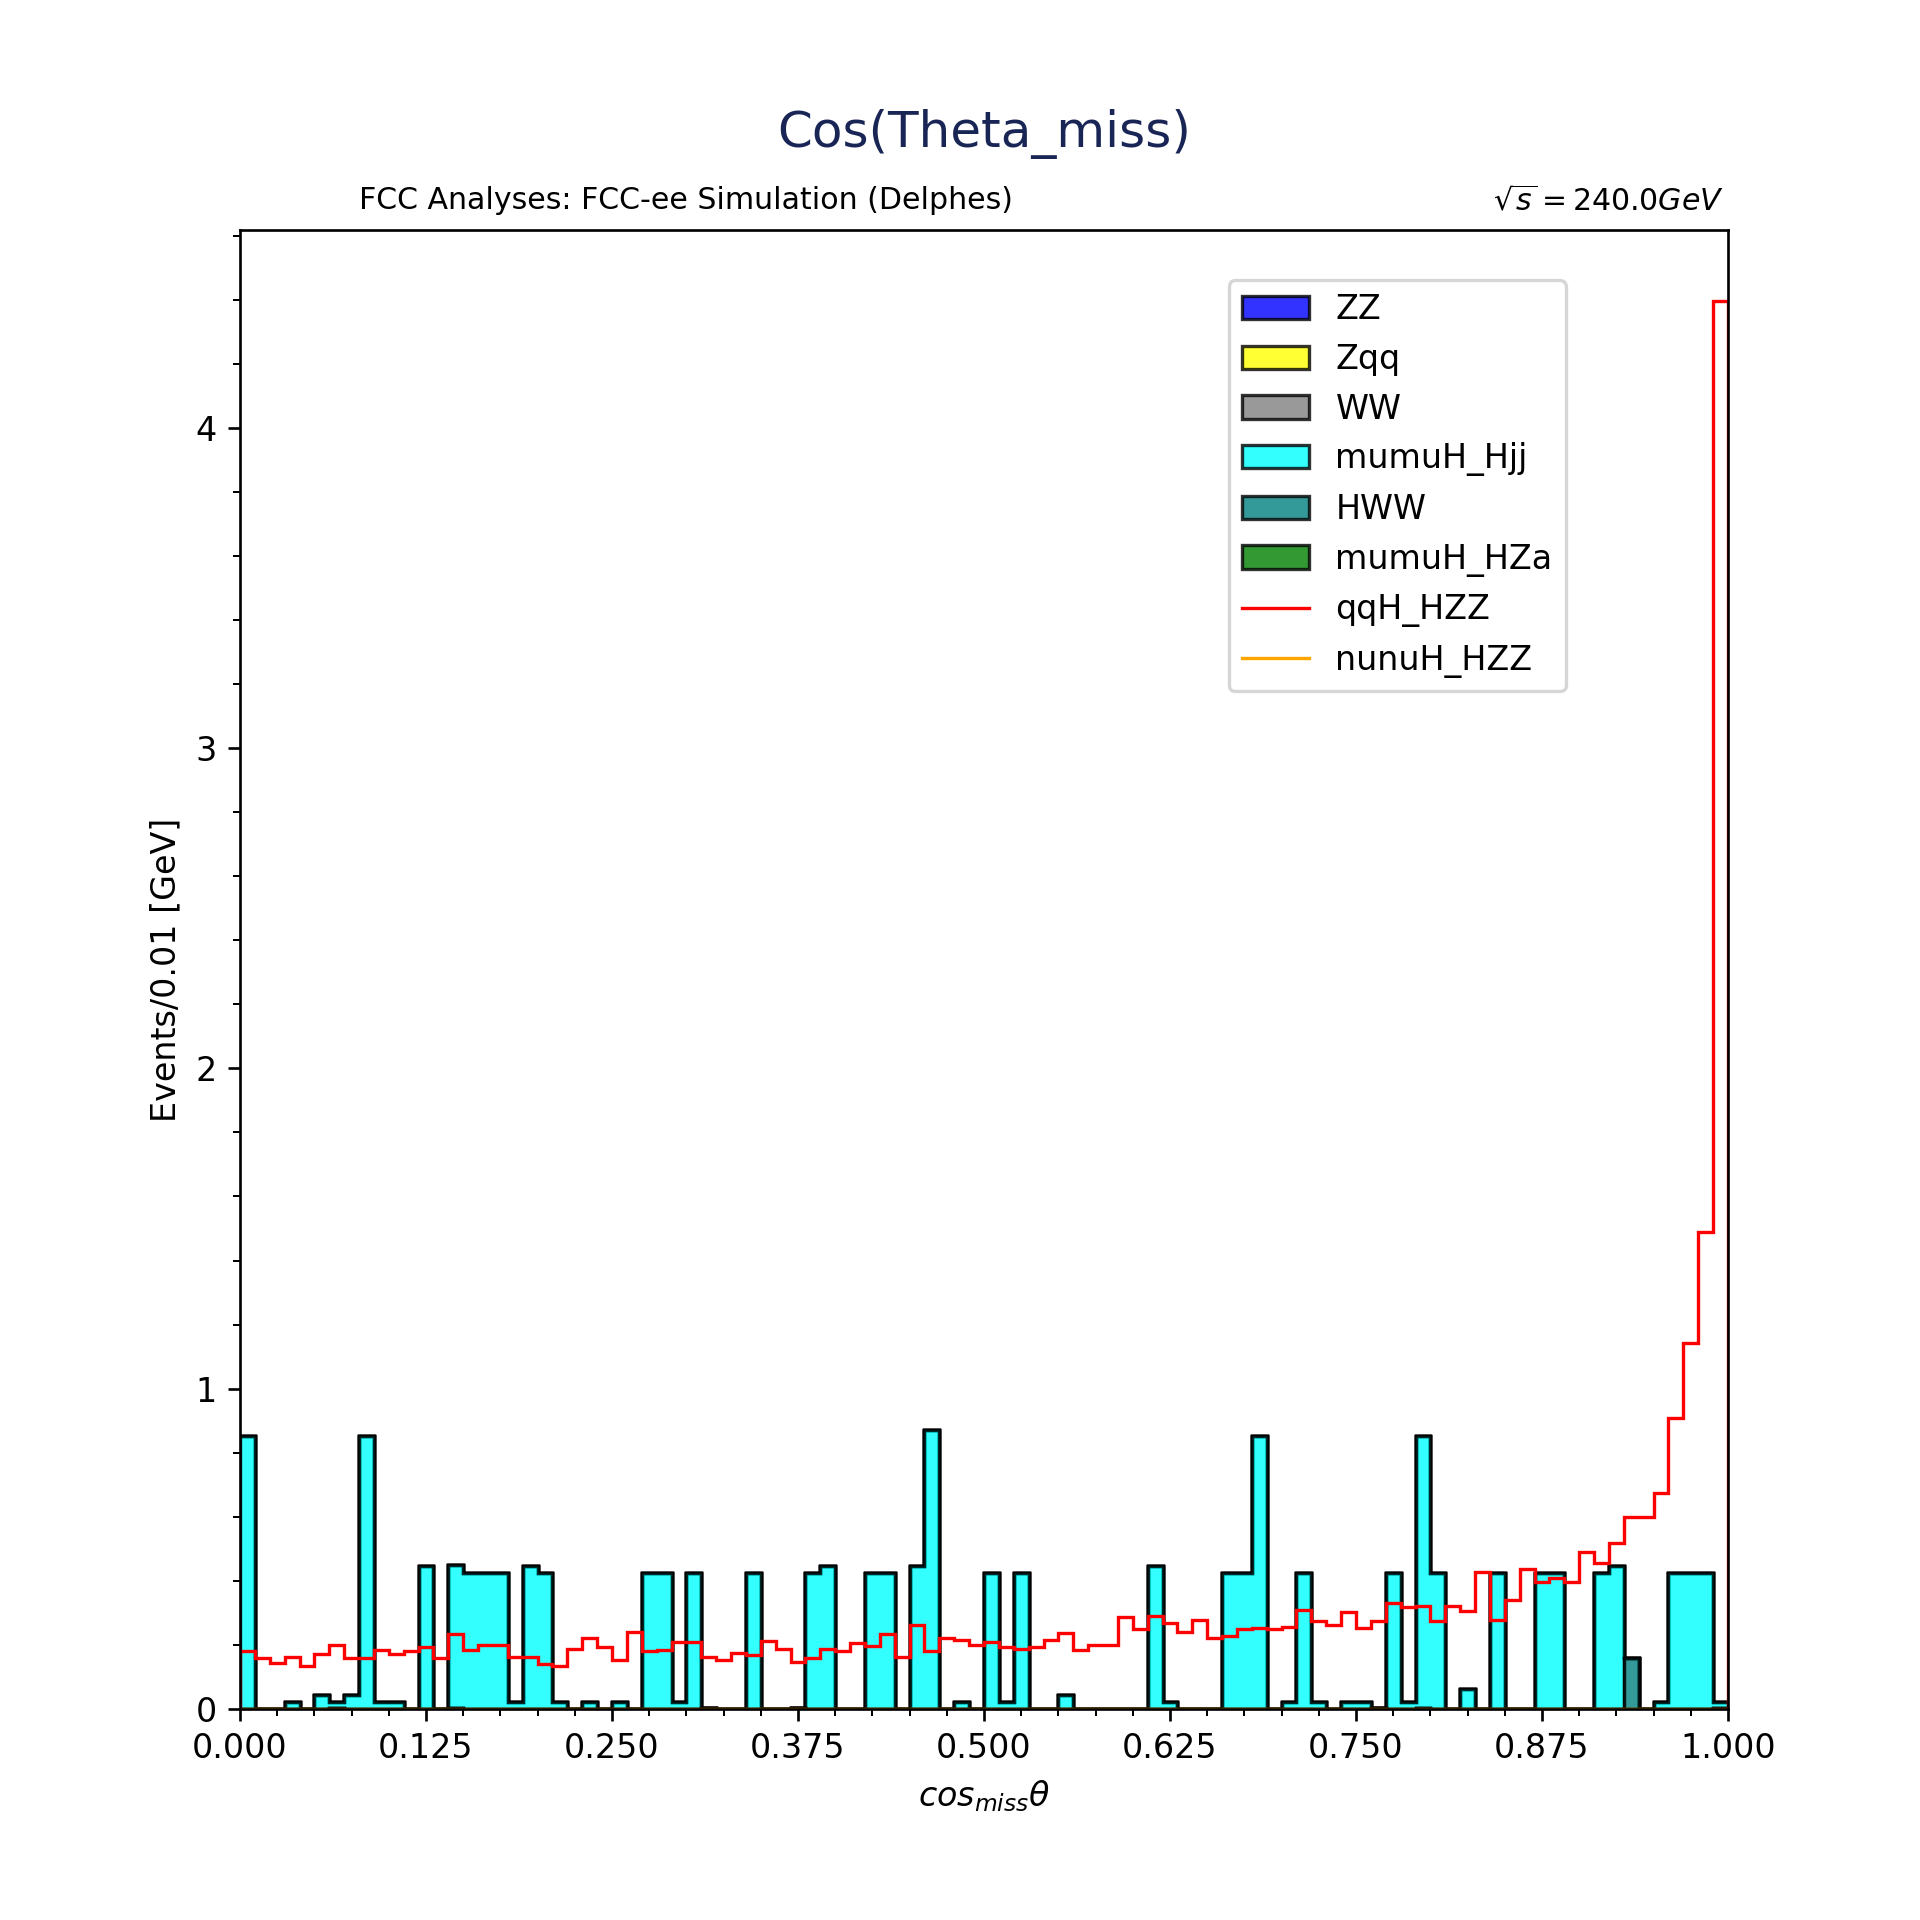 Cos(Theta_miss)
FCC Analyses: FCC-ee Simulation (Delphes)
√s = 240.0GeV
ZZ
Zqq
WW
mumuH_Hjj
HWW
mumuH_HZa
qqH_HZZ
nunuH_HZZ
4
3
2
1
0
Events/0.01 [GeV]
0.000 0.125 0.250 0.375 0.500 0.625 0.750 0.875 1.000
cos_miss θ